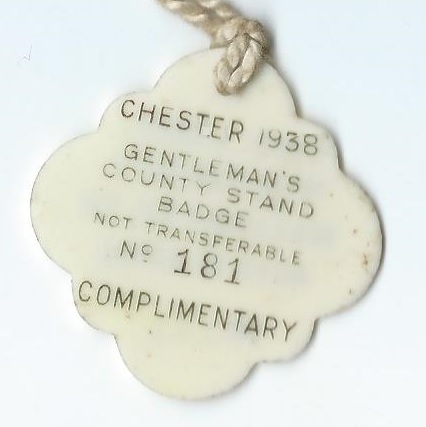 CHESTER 1938
GENTLEMAN'S
COUNTY STAND
BADGE
NOT TRANSFERABLE
Nº 181
COMPLIMENTARY